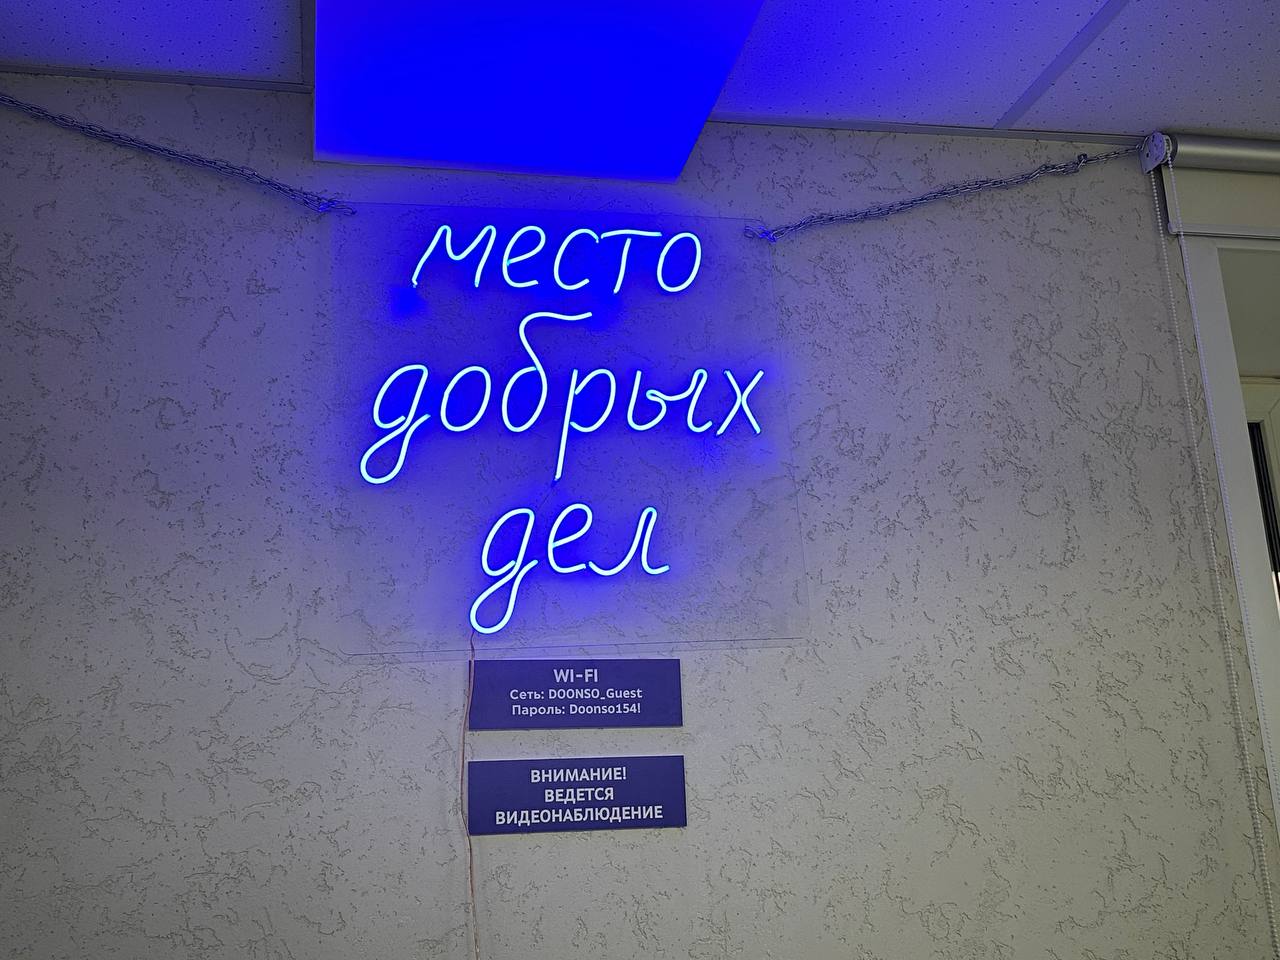 место
добрых
дел
WI-FI
Сеть: DOONSO_Guest
Пароль: Doonso154!
ВНИМАНИЕ!
ВЕДЕТСЯ
ВИДЕОНАБЛЮДЕНИЕ